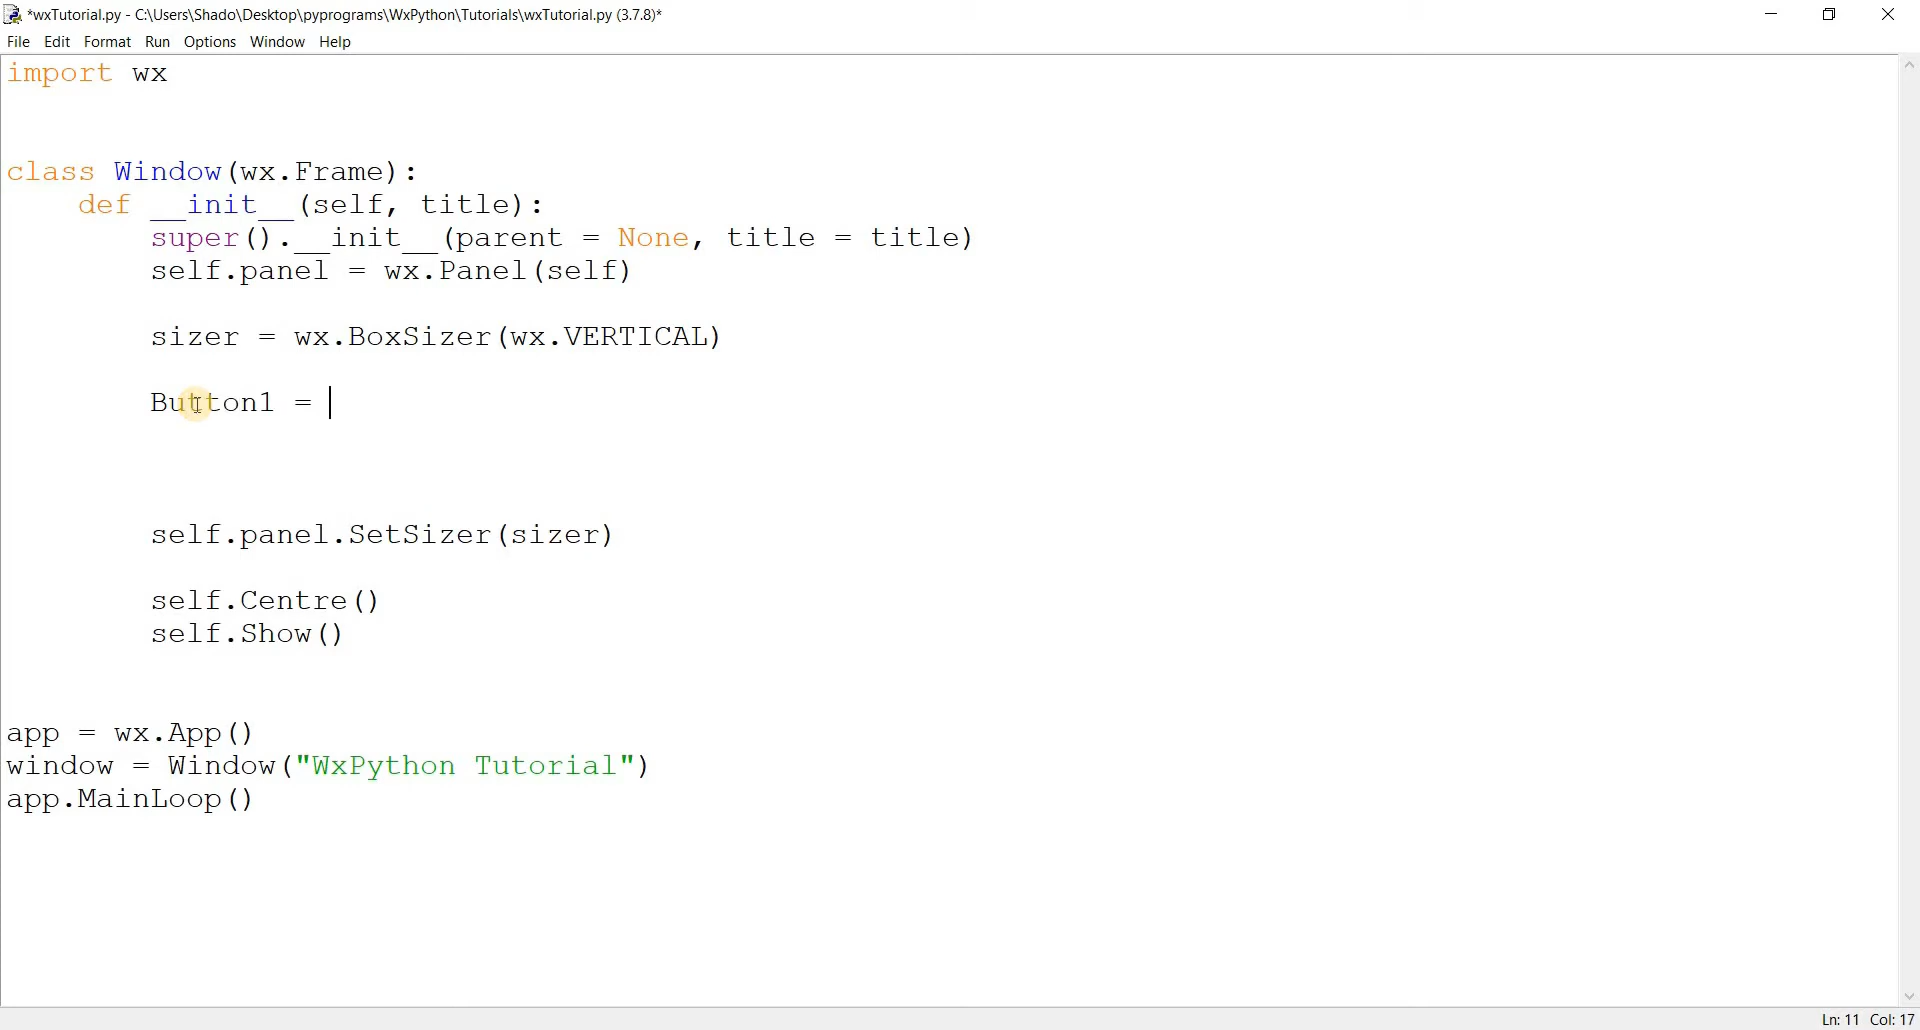 *wxTutorial.py - C:\Users\Shado\Desktop\pyprograms\WxPython\Tutorials\wxTutorial.py (3.7.8)*
File Edit Format Run Options Window Help
import wx
class Window(wx.Frame):
    def __init__(self, title):
        super().__init__(parent = None, title = title)
        self.panel = wx.Panel(self)
        sizer = wx.BoxSizer(wx.VERTICAL)
        Button1 =
        self.panel.SetSizer(sizer)
        self.Centre()
        self.Show()
app = wx.App()
window = Window("WxPython Tutorial")
app.MainLoop()
Ln: 11 Col: 17